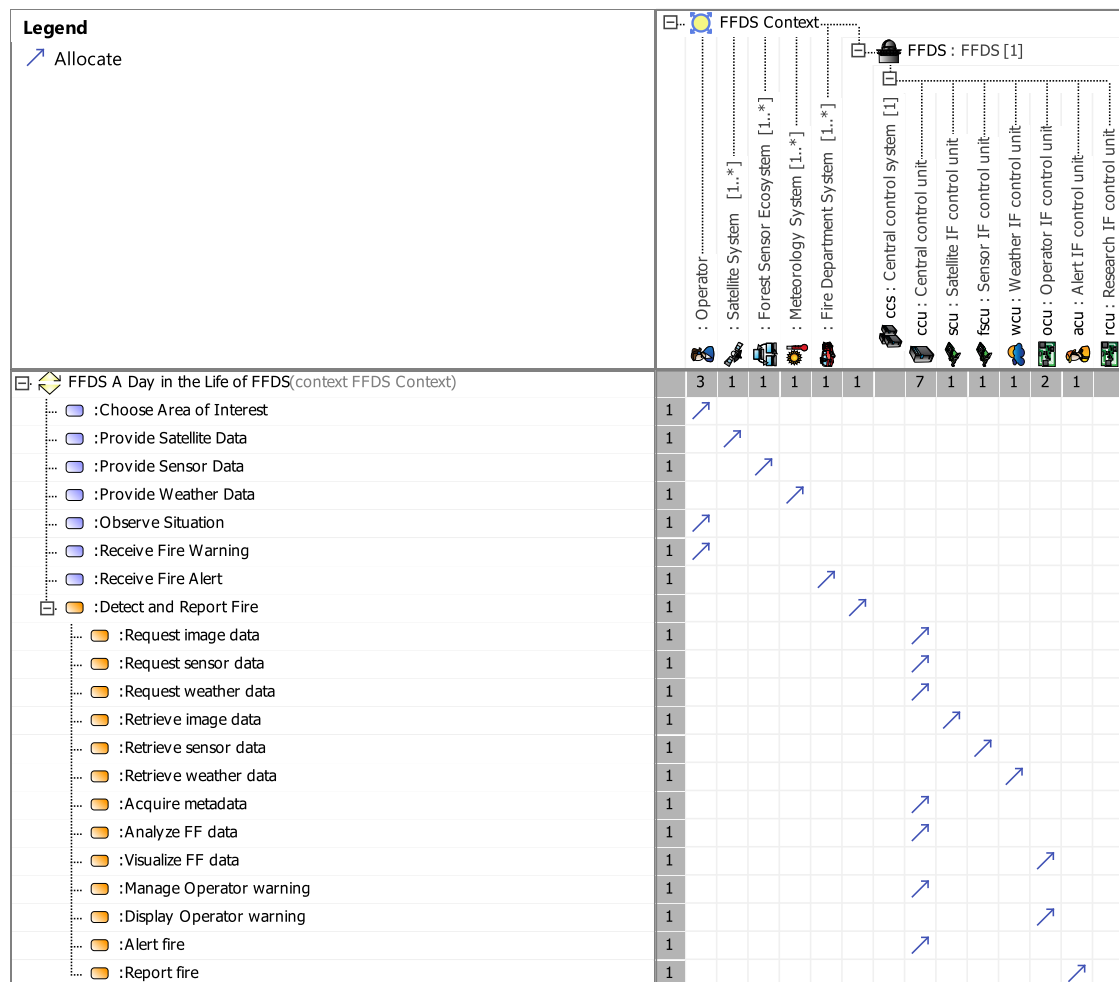 Legend
Allocate
FFDS Context
FFDS : FFDS [1]
: Operator
: Satellite System [1..*]
: Forest Sensor Ecosystem [1..*]
: Meteorology System [1..*]
: Fire Department System [1..*]
ccs : Central control system [1]
ccu : Central control unit
scu : Satellite IF control unit
fscu : Sensor IF control unit
wcu : Weather IF control unit
ocu : Operator IF control unit
acu : Alert IF control unit
rcu : Research IF control unit
FFDS A Day in the Life of FFDS(context FFDS Context) 3 1 1 1 1 1 7 1 1 1 2 1
:Choose Area of Interest 1
:Provide Satellite Data 1
:Provide Sensor Data 1
:Provide Weather Data 1
:Observe Situation 1
:Receive Fire Warning 1
:Receive Fire Alert 1
:Detect and Report Fire 1
:Request image data 1
:Request sensor data 1
:Request weather data 1
:Retrieve image data 1
:Retrieve sensor data 1
:Retrieve weather data 1
:Acquire metadata 1
:Analyze FF data 1
:Visualize FF data 1
:Manage Operator warning 1
:Display Operator warning 1
:Alert fire 1
:Report fire 1